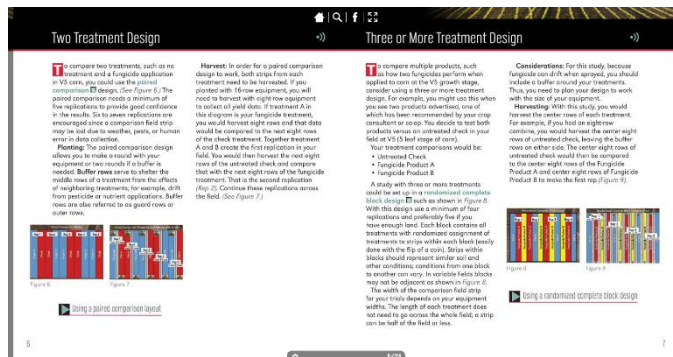 Two Treatment Design
To compare two treatments, such as no
treatment and a fungicide application
in V5 corn, you could use the paired
comparison design. (See Figure 6.) The
paired comparison needs a minimum of
five replications to provide good confidence
in the results. Six to seven replications are
encouraged since a comparison field strip
may be lost due to weather, pests, or human
error in data collection.
Planting: The paired comparison design
allows you to make a round with your
equipment or two rounds if a buffer is
needed. Buffer rows serve to shelter the
middle rows of a treatment from the effects
of neighboring treatments; for example, drift
from pesticide or nutrient applications. Buffer
rows are also referred to as guard rows or
outer rows.
Harvest: In order for a paired comparison
design to work, both strips from each
treatment need to be harvested. If you
planted with 16-row equipment, you will
need to harvest with eight row equipment
to collect all yield data. If treatment A in
this diagram is your fungicide treatment,
you would harvest eight rows and that data
would be compared to the next eight rows
of the check treatment. Together treatment
A and B create the first replication in your
field. You would then harvest the next eight
rows of the untreated check and compare
that with the next eight rows of the fungicide
treatment. That is the second replication
(Rep 2). Continue these replications across
the field. (See Figure 7.)
Figure 6
Figure 7
Using a paired comparison layout
6
Three or More Treatment Design
To compare multiple products, such
as how two fungicides perform when
applied to corn at the V5 growth stage,
consider using a three or more treatment
design. For example, you might use this when
you see two products advertised, one of
which has been recommended by your crop
consultant or co-op. You decide to test both
products versus an untreated check in your
field at V5 (5 leaf stage of corn).
Your treatment comparisons would be:
• Untreated Check
• Fungicide Product A
• Fungicide Product B
A study with three or more treatments
could be set up in a randomized complete
block design such as shown in Figure 8.
With this design use a minimum of four
replications and preferably five if you
have enough land. Each block contains all
treatments with randomized assignment of
treatments to strips within each block (easily
done with the flip of a coin). Strips within
blocks should represent similar soil and
other conditions; conditions from one block
to another can vary. In variable fields blocks
may not be adjacent as shown in Figure 8.
The width of the comparison field strip
for your trials depends on your equipment
widths. The length of each treatment does
not need to go across the whole field; a strip
can be half of the field or less.
Considerations: For this study, because
fungicide can drift when sprayed, you should
include a buffer around your treatments.
Thus, you need to plan your design to work
with the size of your equipment.
Harvesting: With this study, you would
harvest the center rows of each treatment.
For example, if you had an eight-row
combine, you would harvest the center eight
rows of untreated check, leaving the buffer
rows on either side. The center eight rows of
untreated check would then be compared
to the center eight rows of the Fungicide
Product A and center eight rows of Fungicide
Product B to make the first rep (Figure 9).
Figure 8
Figure 9
Using a randomized complete block design
7